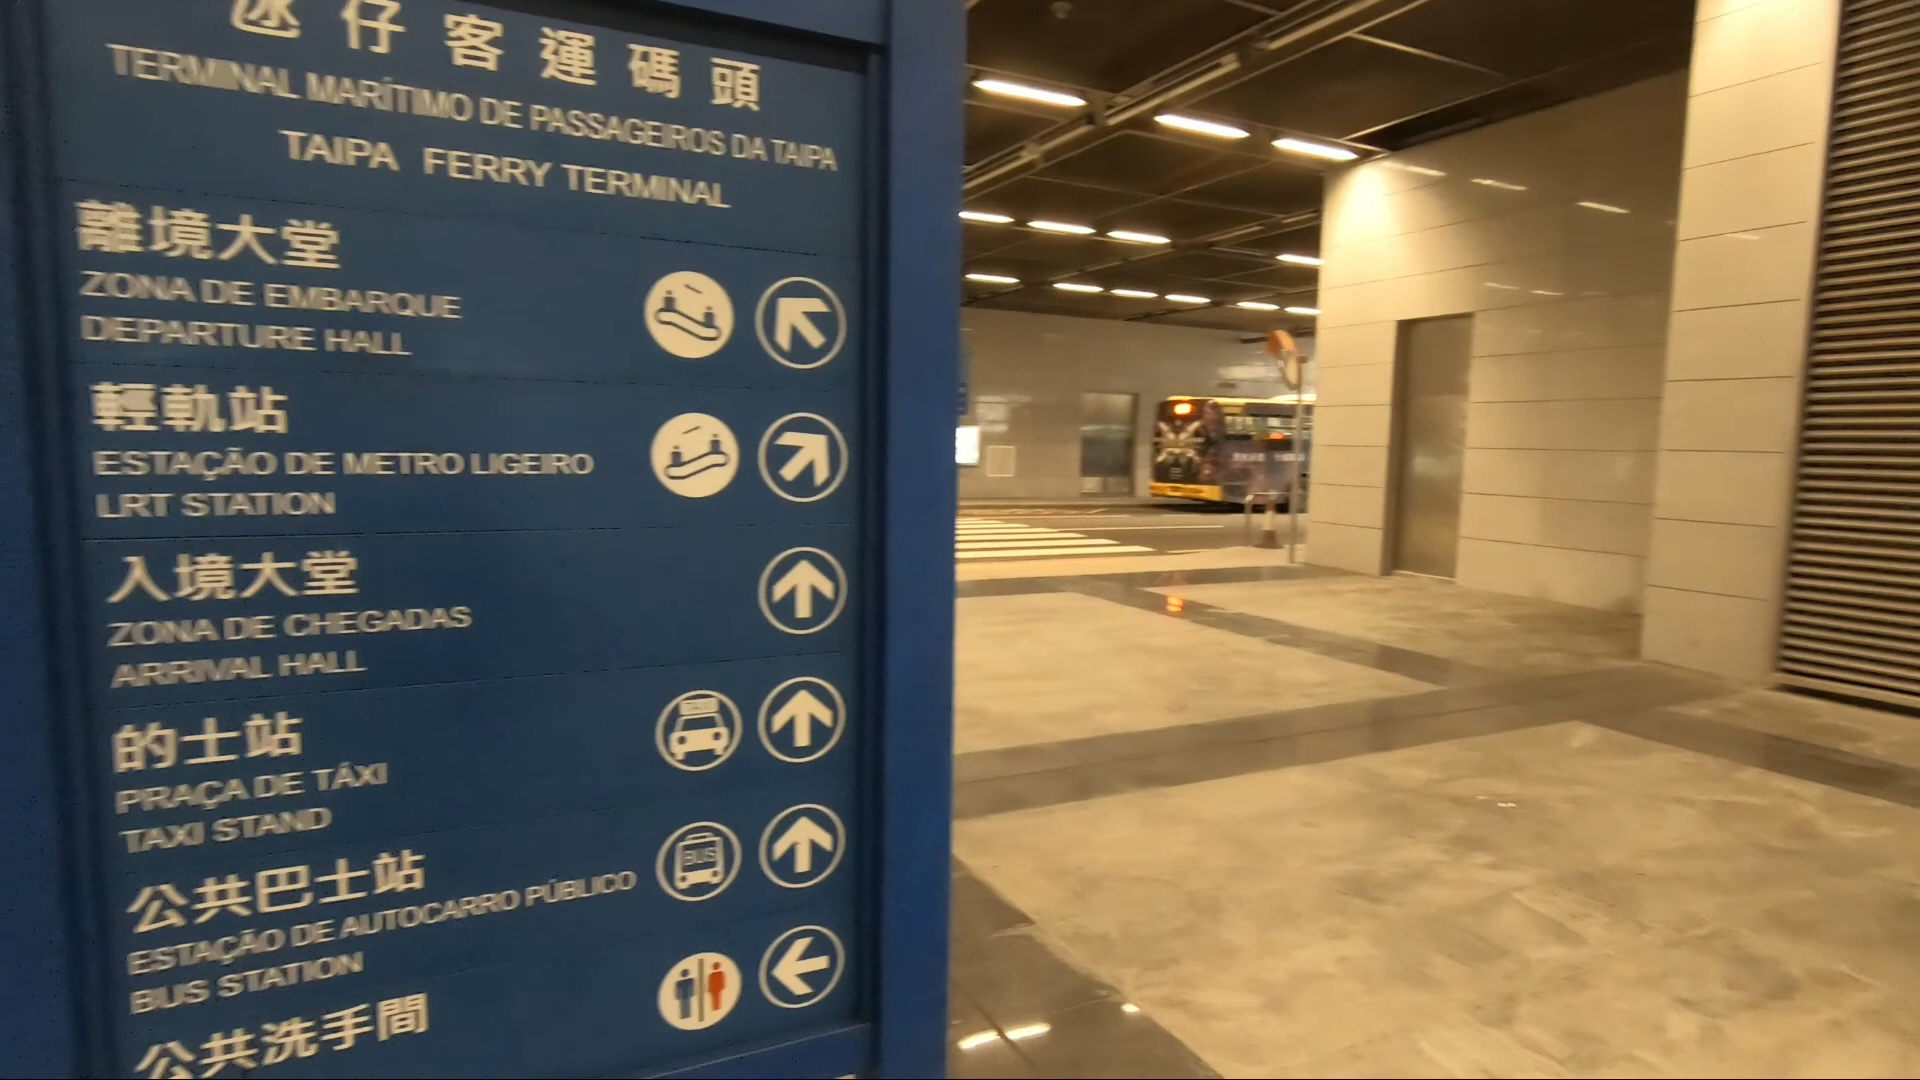 氹仔客運碼頭
TERMINAL MARÍTIMO DE PASSAGEIROS DA TAIPA
TAIPA FERRY TERMINAL
離境大堂
ZONA DE EMBARQUE
DEPARTURE HALL
輕軌站
ESTAÇÃO DE METRO LIGEIRO
LRT STATION
入境大堂
ZONA DE CHEGADAS
ARRIVAL HALL
的士站
PRAÇA DE TÁXI
TAXI STAND
TAXI
公共巴士站
ESTAÇÃO DE AUTOCARRO PÚBLICO
BUS STATION
BUS
公共洗手間